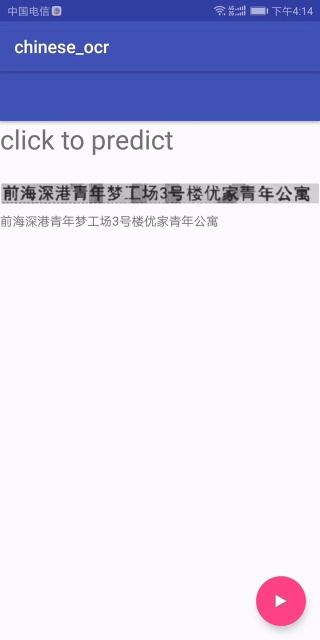 中国电信 下午4:14
chinese_ocr
click to predict
前海深港青年梦工场3号楼优家青年公寓
前海深港青年梦工场3号楼优家青年公寓